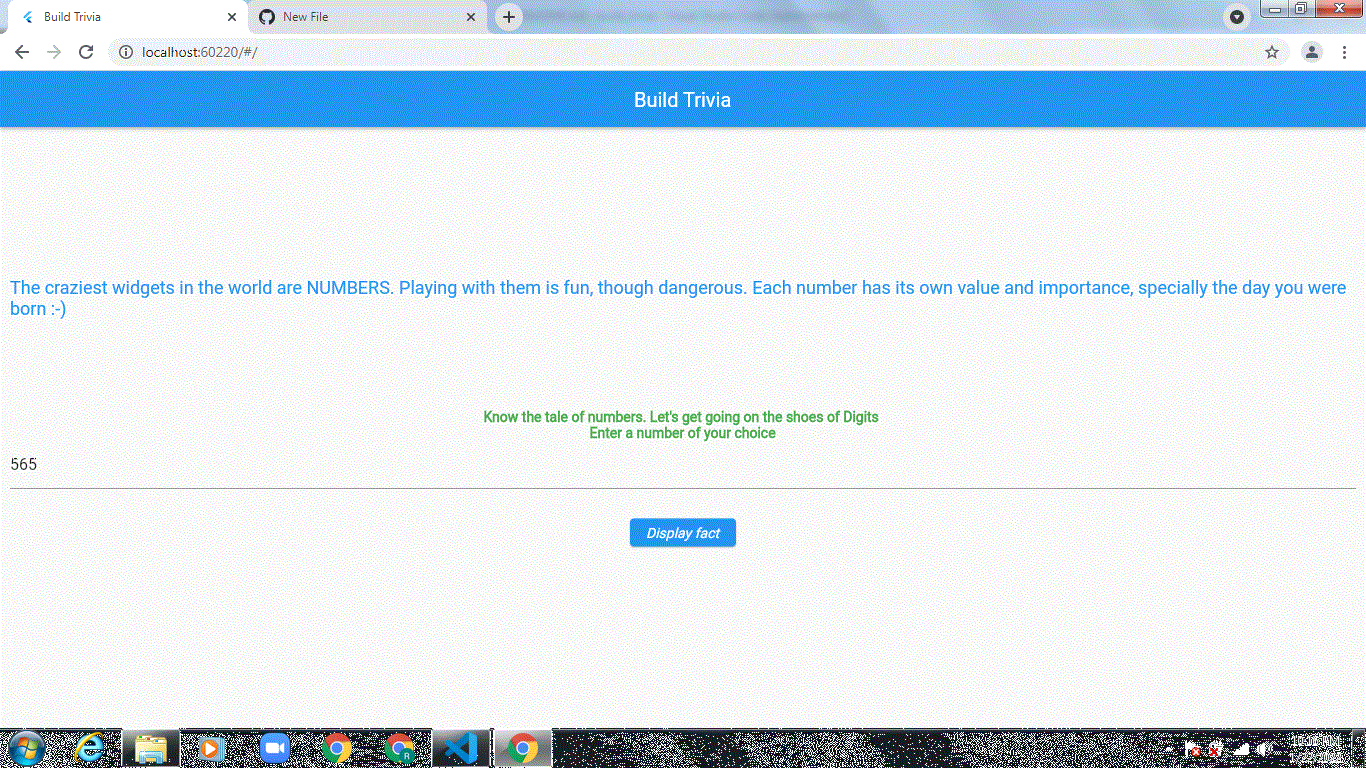 Build Trivia
New File
localhost:60220/#/
Build Trivia
The craziest widgets in the world are NUMBERS. Playing with them is fun, though dangerous. Each number has its own value and importance, specially the day you were
born :-)
Know the tale of numbers. Let's get going on the shoes of Digits
Enter a number of your choice
565
Display fact